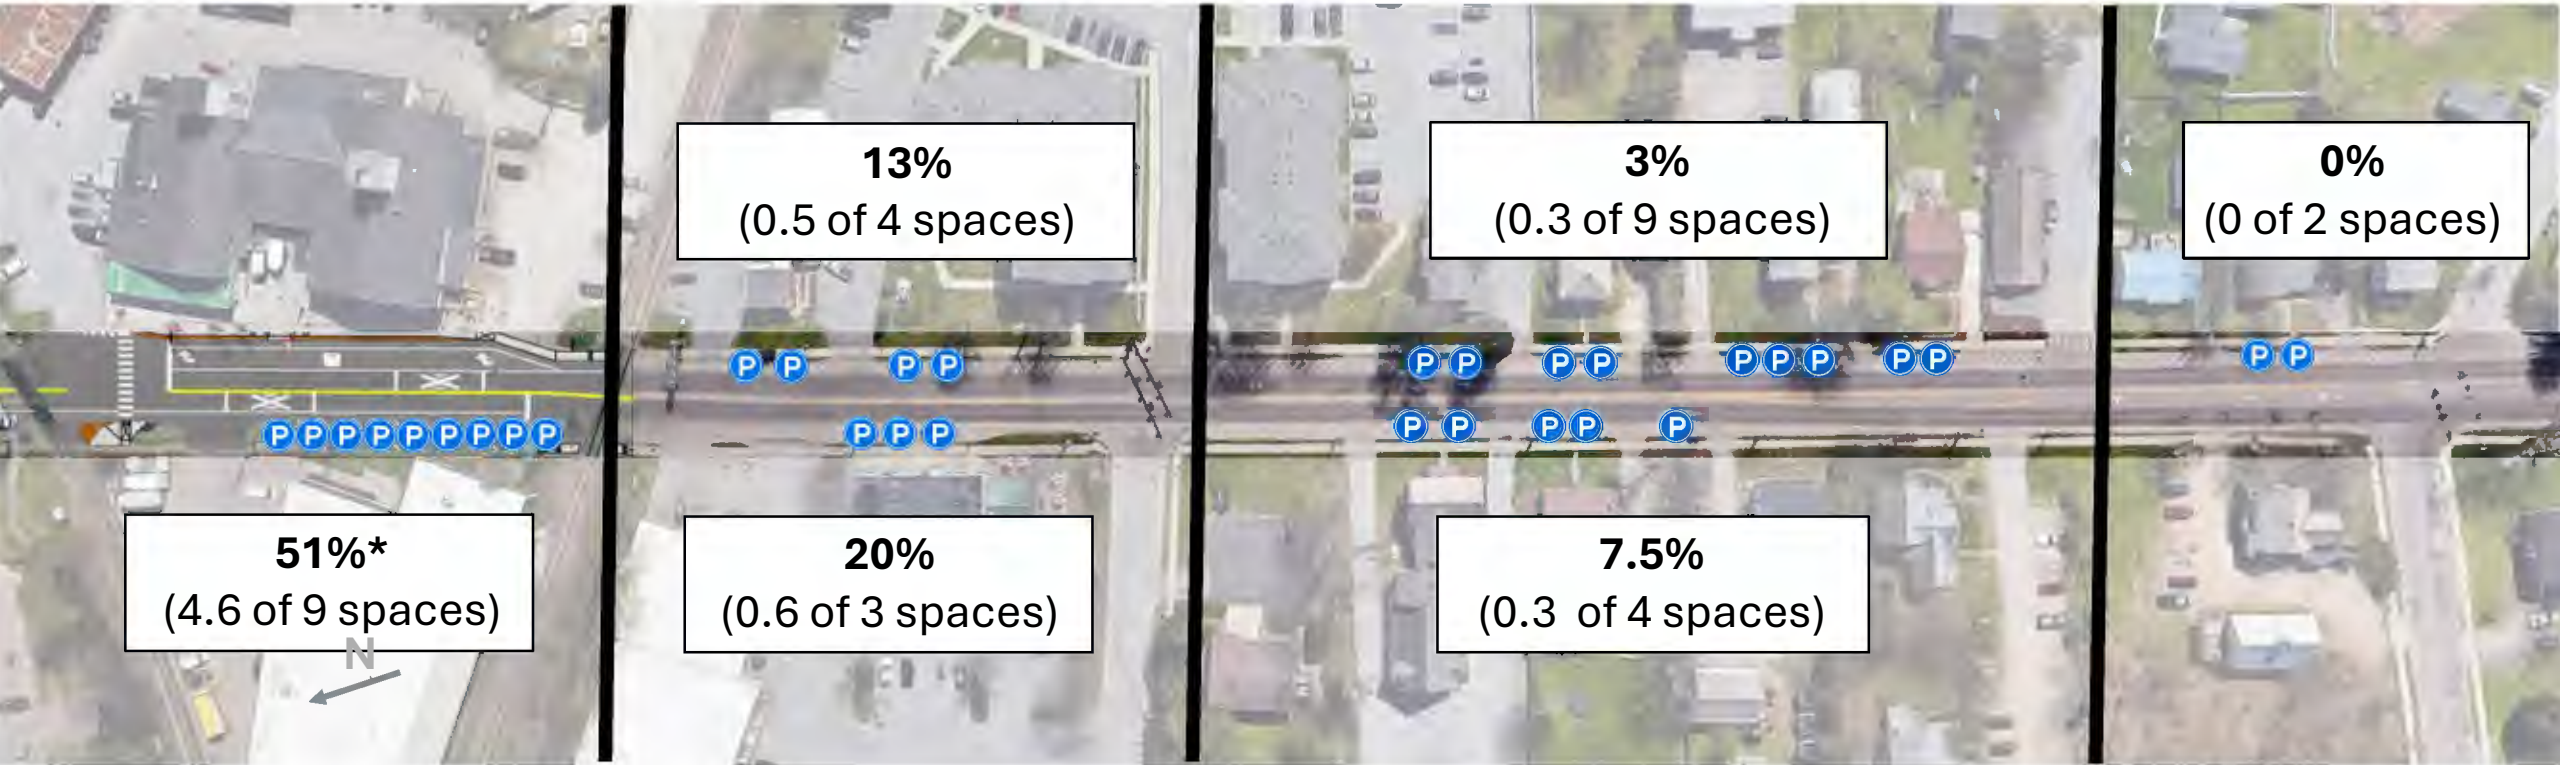 13%
(0.5 of 4 spaces)
3%
(0.3 of 9 spaces)
0%
(0 of 2 spaces)
P P P P
P P P P P P P P P
P P
P P P P P P P P P
P P P
P P P P P
51%*
(4.6 of 9 spaces)
20%
(0.6 of 3 spaces)
7.5%
(0.3 of 4 spaces)
N